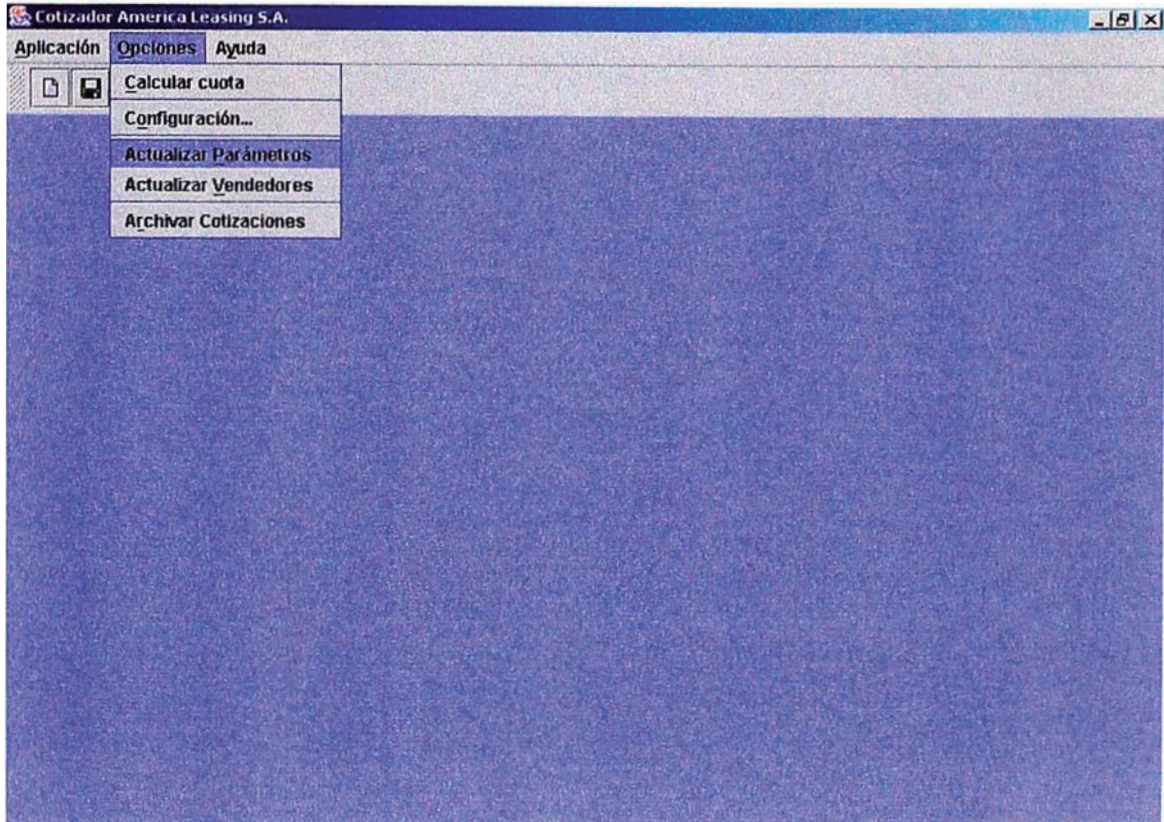 Cotizador America Leasing S.A.
Aplicación Opciones Ayuda
Calcular cuota
Configuración...
Actualizar Parámetros
Actualizar Vendedores
Archivar Cotizaciones